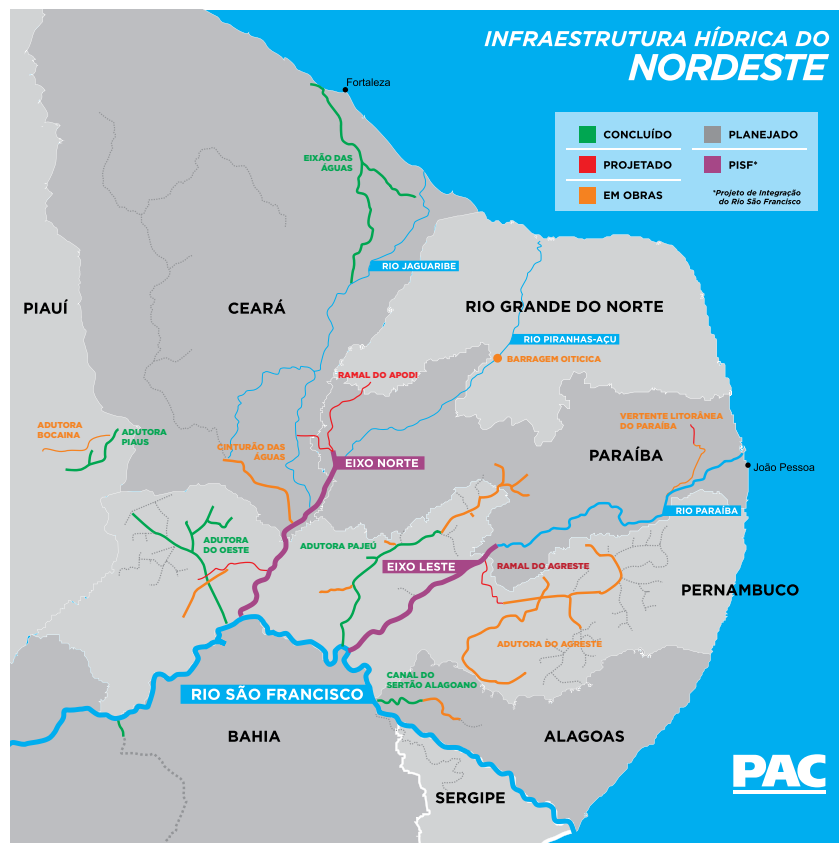 INFRAESTRUTURA HÍDRICA DO
NORDESTE
CONCLUÍDO
PLANEJADO
PROJETADO
PISF*
EM OBRAS
*Projeto de Integração
do Rio São Francisco
Fortaleza
EIXÃO DAS
ÁGUAS
RIO JAGUARIBE
PIAUÍ
CEARÁ
RIO GRANDE DO NORTE
RIO PIRANHAS-AÇU
BARRAGEM OITICICA
RAMAL DO APODI
ADUTORA
BOCAINA
ADUTORA
PIAUS
CINTURÃO DAS
ÁGUAS
VERTENTE LITORÂNEA
DO PARAÍBA
PARAÍBA
EIXO NORTE
João Pessoa
RIO PARAÍBA
ADUTORA
DO OESTE
ADUTORA PAJEÚ
EIXO LESTE
RAMAL DO AGRESTE
PERNAMBUCO
ADUTORA DO AGRESTE
CANAL DO
SERTÃO ALAGOANO
RIO SÃO FRANCISCO
BAHIA
ALAGOAS
SERGIPE
PAC